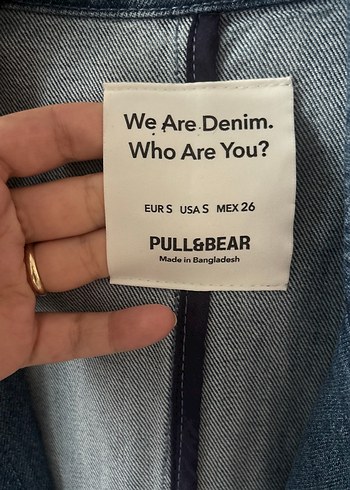 We Are Denim.
Who Are You?
EUR S USA S MEX 26
PULL&BEAR
Made in Bangladesh